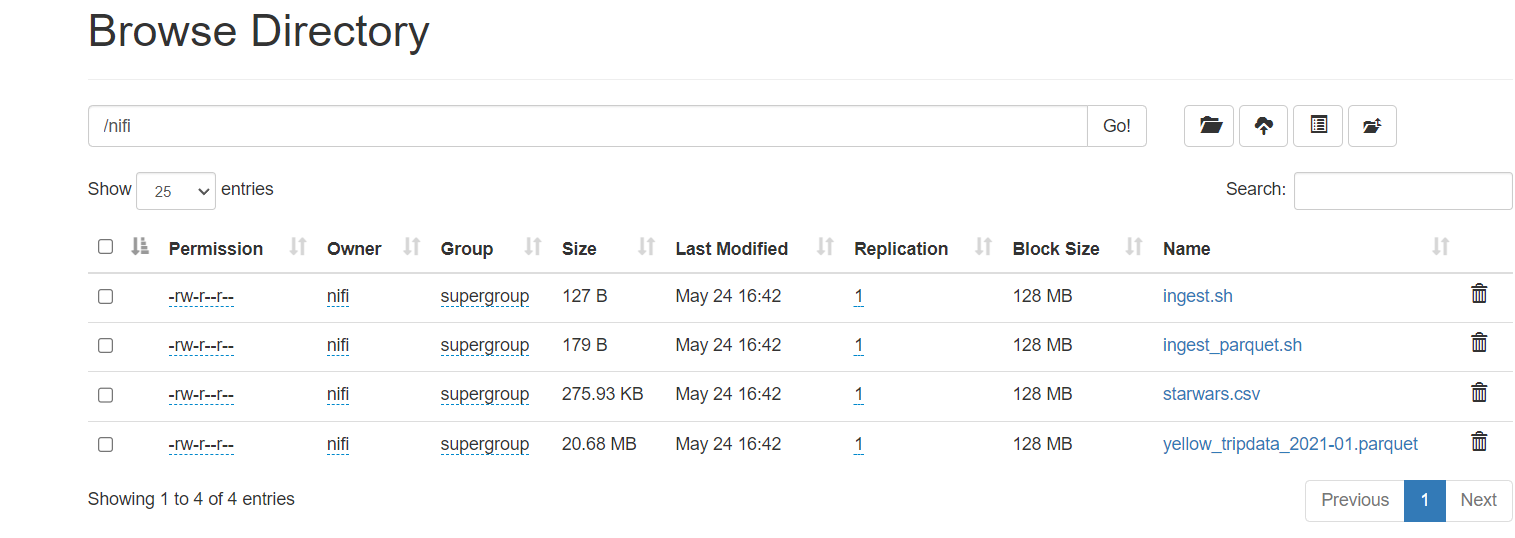 Browse Directory
/nifi Go!
Show 25 entries Search:
Permission Owner Group Size Last Modified Replication Block Size Name
-rw-r--r-- nifi supergroup 127 B May 24 16:42 1 128 MB ingest.sh
-rw-r--r-- nifi supergroup 179 B May 24 16:42 1 128 MB ingest_parquet.sh
-rw-r--r-- nifi supergroup 275.93 KB May 24 16:42 1 128 MB starwars.csv
-rw-r--r-- nifi supergroup 20.68 MB May 24 16:42 1 128 MB yellow_tripdata_2021-01.parquet
Showing 1 to 4 of 4 entries Previous 1 Next